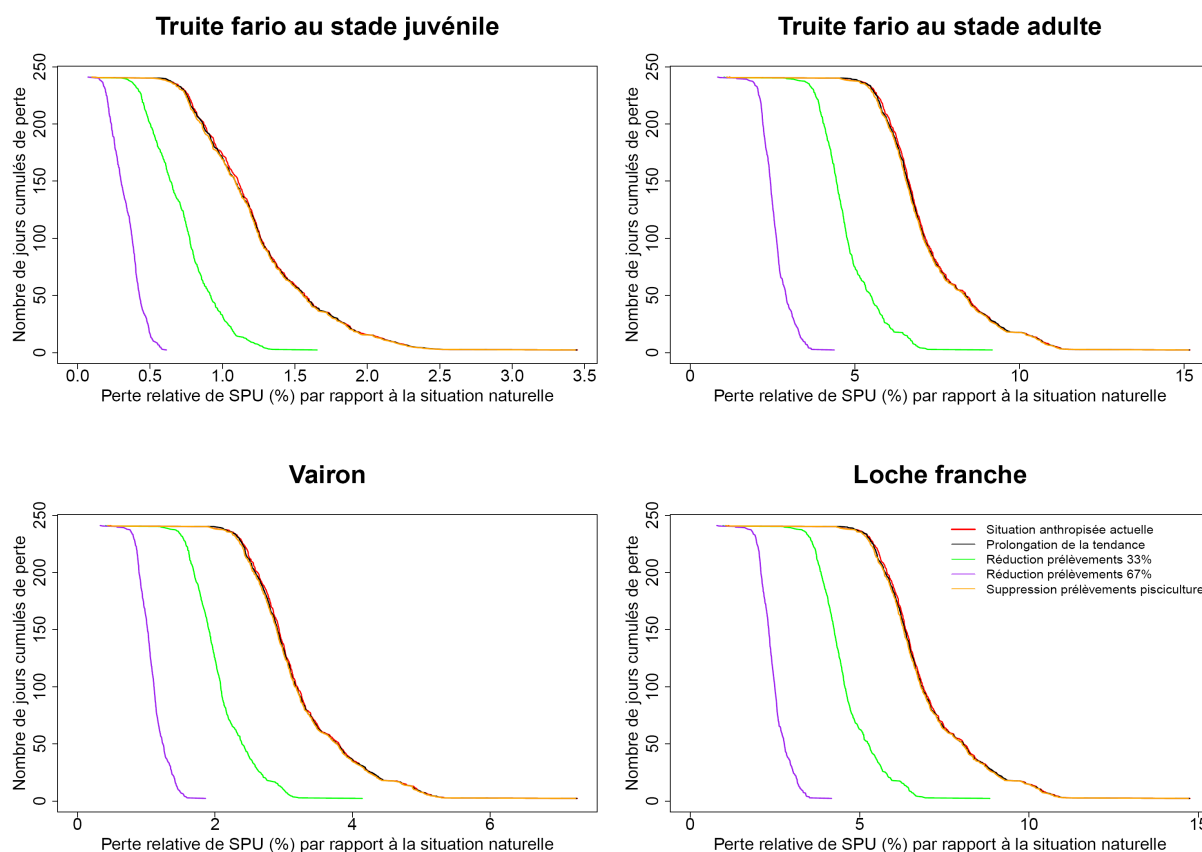 Truite fario au stade juvénile
Truite fario au stade adulte
Nombre de jours cumulés de perte
250
200
150
100
50
0
0.0 0.5 1.0 1.5 2.0 2.5 3.0 3.5
Perte relative de SPU (%) par rapport à la situation naturelle
Nombre de jours cumulés de perte
250
200
150
100
50
0
0 5 10 15
Perte relative de SPU (%) par rapport à la situation naturelle
Vairon
Loche franche
Nombre de jours cumulés de perte
250
200
150
100
50
0
0 2 4 6
Perte relative de SPU (%) par rapport à la situation naturelle
Nombre de jours cumulés de perte
250
200
150
100
50
0
Situation anthropisée actuelle
Prolongation de la tendance
Réduction prélèvements 33%
Réduction prélèvements 67%
Suppression prélèvements pisciculture
0 5 10 15
Perte relative de SPU (%) par rapport à la situation naturelle